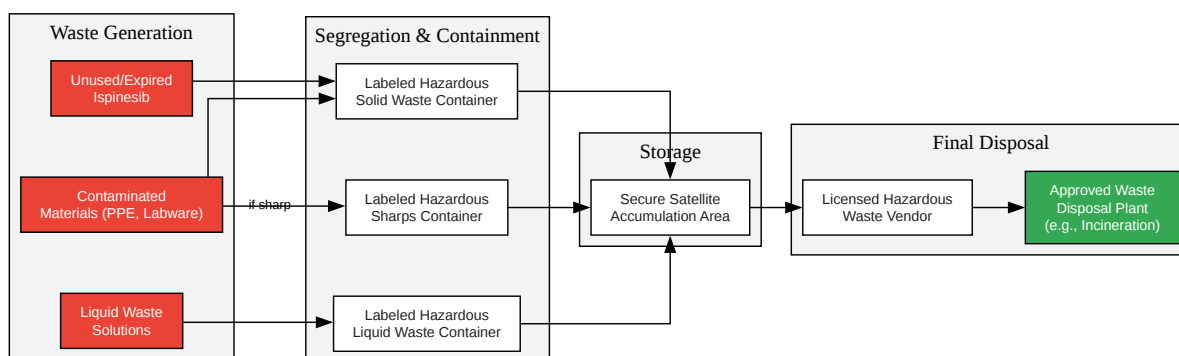 Waste Generation
Unused/Expired
Ispinesib
Contaminated
Materials (PPE, Labware)
Liquid Waste
Solutions
if sharp
Segregation & Containment
Labeled Hazardous
Solid Waste Container
Labeled Hazardous
Sharps Container
Labeled Hazardous
Liquid Waste Container
Storage
Secure Satellite
Accumulation Area
Final Disposal
Licensed Hazardous
Waste Vendor
Approved Waste
Disposal Plant
(e.g., Incineration)